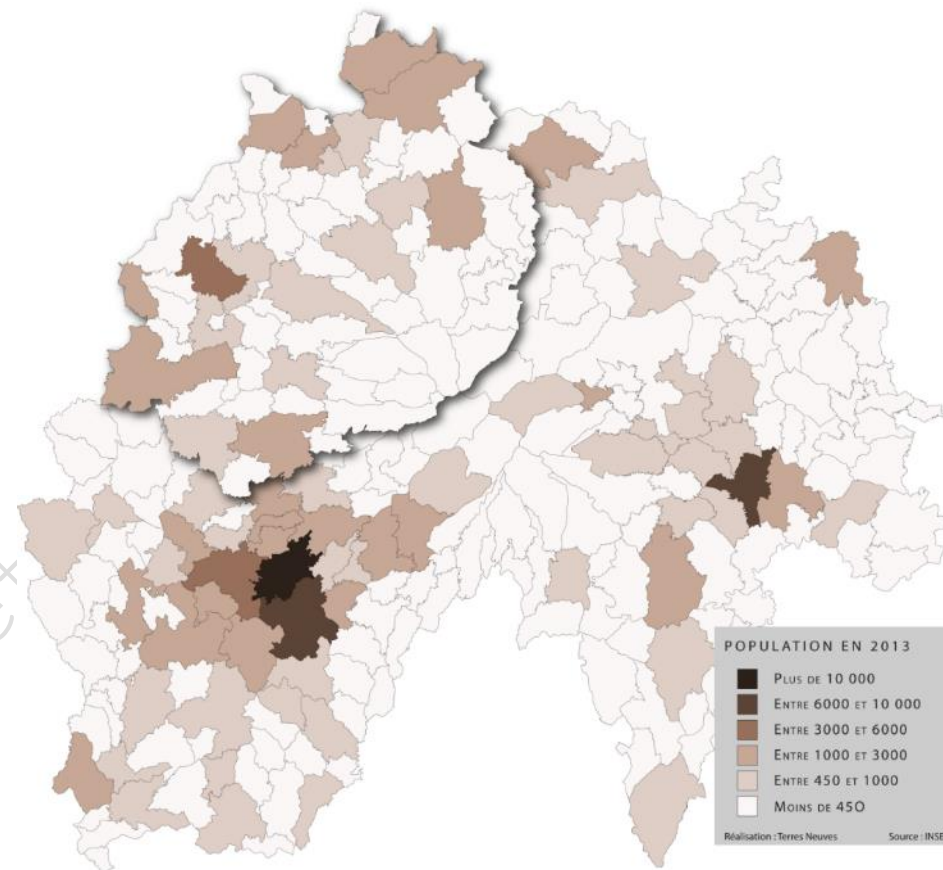 POPULATION EN 2013
PLUS DE 10 000
ENTRE 6000 ET 10 000
ENTRE 3000 ET 6000
ENTRE 1000 ET 3000
ENTRE 450 ET 1000
MOINS DE 450
Réalisation : Terres Neuves Source : INSE